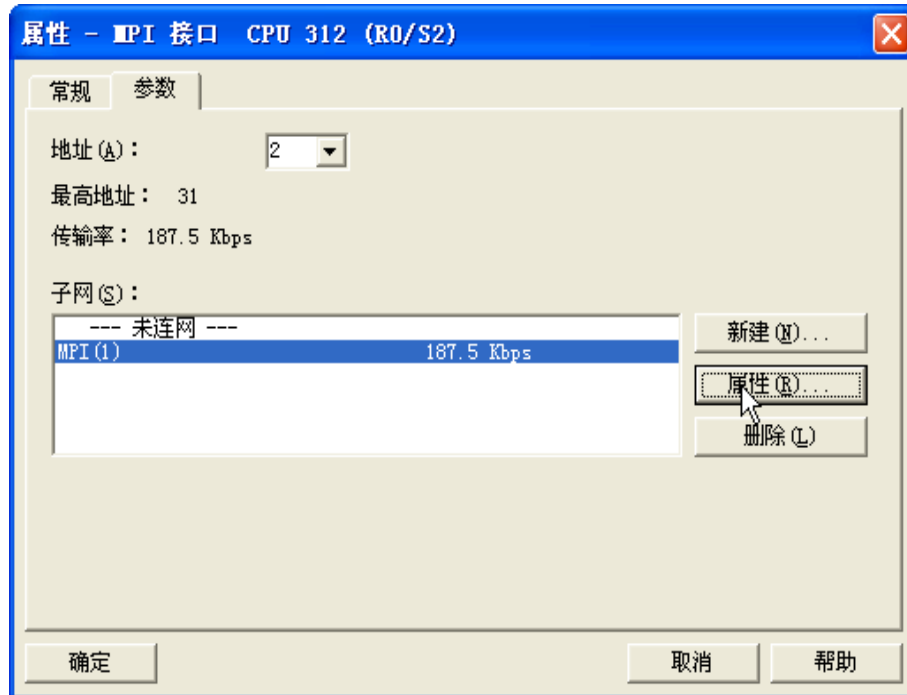 属性 - MPI 接口 CPU 312 (R0/S2)
常规 参数
地址(A)： 2
最高地址： 31
传输率： 187.5 Kbps
子网(S)：
--- 未连网 ---
MPI(1) 187.5 Kbps
新建(N)...
属性(R)...
删除(L)
确定 取消 帮助